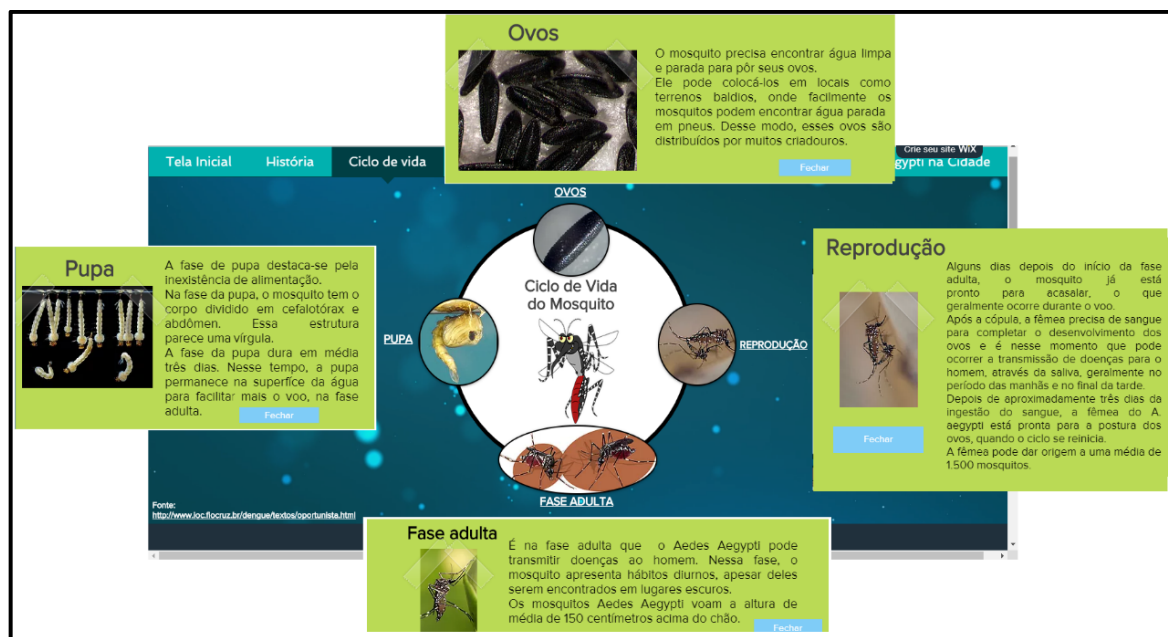 Ovos
O mosquito precisa encontrar água limpa
e parada para pôr seus ovos.
Ele pode colocá-los em locais como
terrenos baldios, onde facilmente os
mosquitos podem encontrar água parada
em pneus. Desse modo, esses ovos são
distribuídos por muitos criadouros.
Fechar
Crie seu site WiX
Tela Inicial
História
Ciclo de vida
gypti na Cidade
OVOS
Ciclo de Vida
do Mosquito
PUPA
REPRODUÇÃO
FASE ADULTA
Pupa
A fase de pupa destaca-se pela
inexistência de alimentação.
Na fase da pupa, o mosquito tem o
corpo dividido em cefalotórax e
abdômen. Essa estrutura
parece uma vírgula.
A fase da pupa dura em média
três dias. Nesse tempo, a pupa
permanece na superfíce da água
para facilitar mais o voo, na fase
adulta.
Fechar
Reprodução
Alguns dias depois do início da fase
adulta, o mosquito já está
pronto para acasalar, o que
geralmente ocorre durante o voo.
Após a cópula, a fêmea precisa de sangue
para completar o desenvolvimento dos
ovos e é nesse momento que pode
ocorrer a transmissão de doenças para o
homem, através da saliva, geralmente no
período das manhãs e no final da tarde.
Depois de aproximadamente três dias da
ingestão do sangue, a fêmea do A.
aegypti está pronta para a postura dos
ovos, quando o ciclo se reinicia.
A fêmea pode dar origem a uma média de
1.500 mosquitos.
Fechar
Fonte:
http://www.ioc.fiocruz.br/dengue/textos/oportunista.html
Fase adulta
É na fase adulta que o Aedes Aegypti pode
transmitir doenças ao homem. Nessa fase, o
mosquito apresenta hábitos diurnos, apesar deles
serem encontrados em lugares escuros.
Os mosquitos Aedes Aegypti voam a altura de
média de 150 centímetros acima do chão.
Fechar